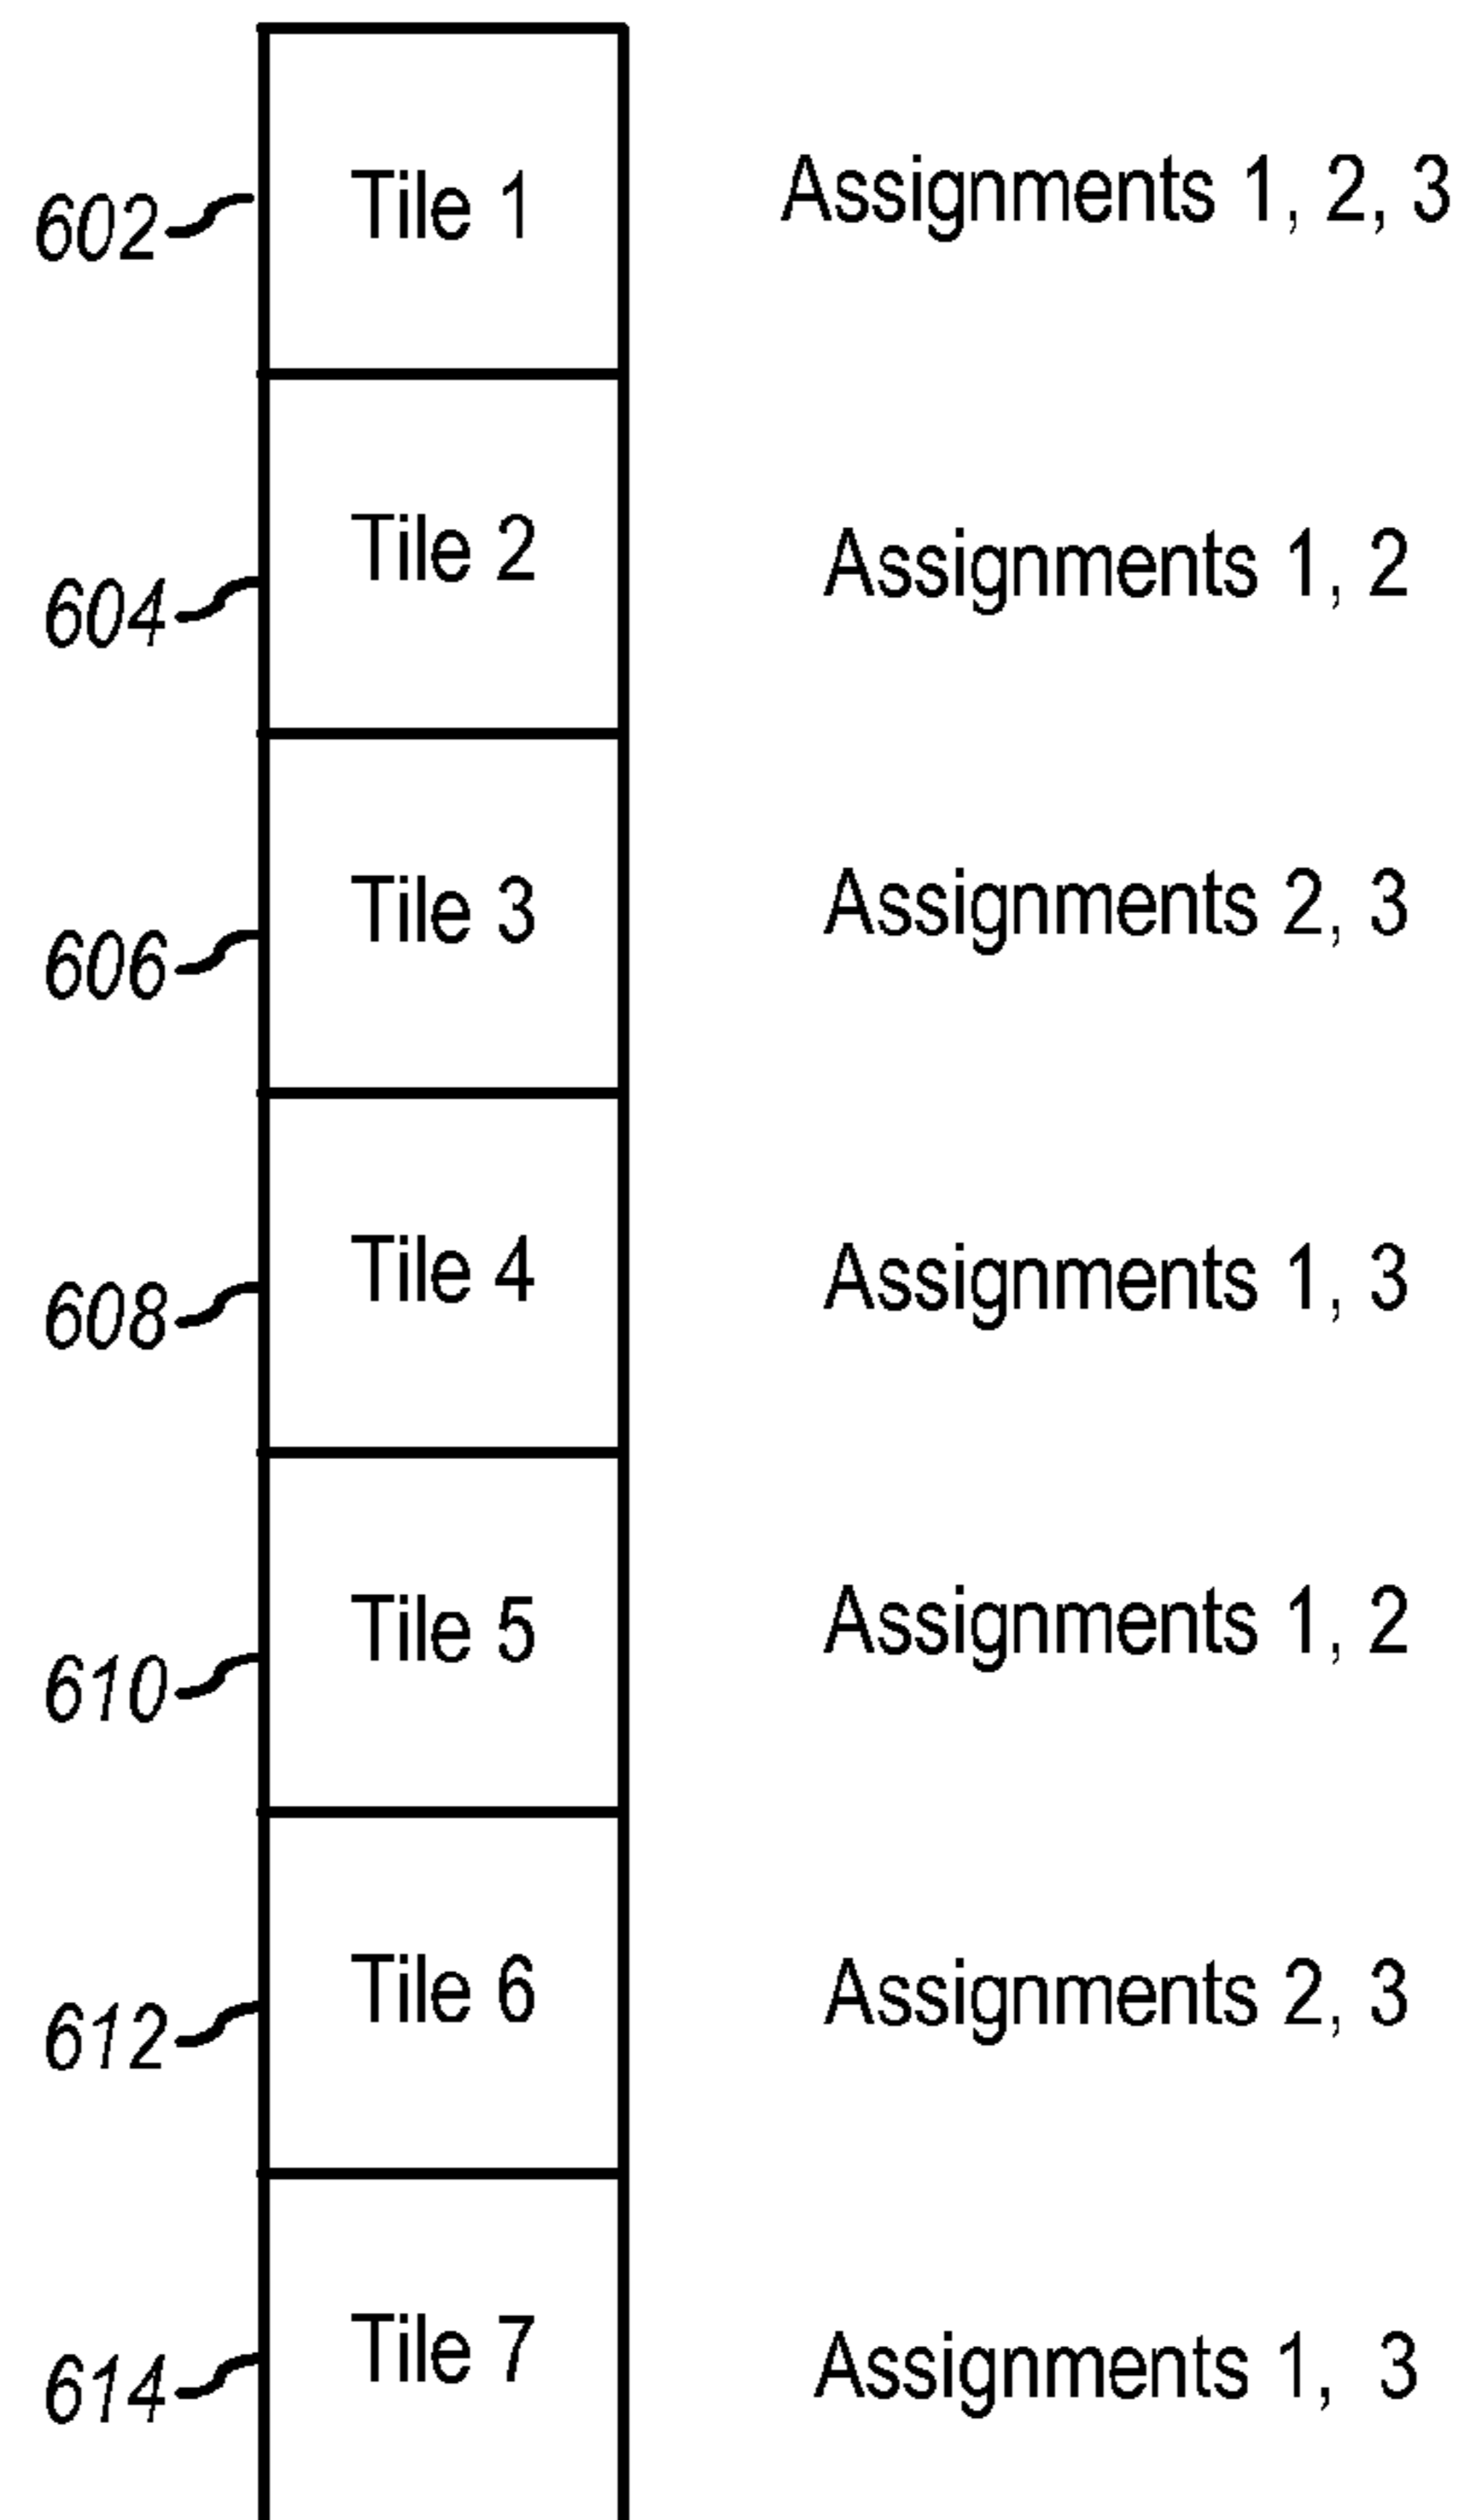 602 Tile 1 Assignments 1, 2, 3
604 Tile 2 Assignments 1, 2
606 Tile 3 Assignments 2, 3
608 Tile 4 Assignments 1, 3
610 Tile 5 Assignments 1, 2
612 Tile 6 Assignments 2, 3
614 Tile 7 Assignments 1, 3